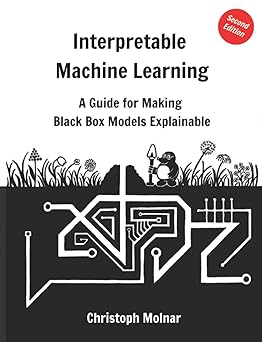 Second
Edition
Interpretable
Machine Learning
A Guide for Making
Black Box Models Explainable
Christoph Molnar